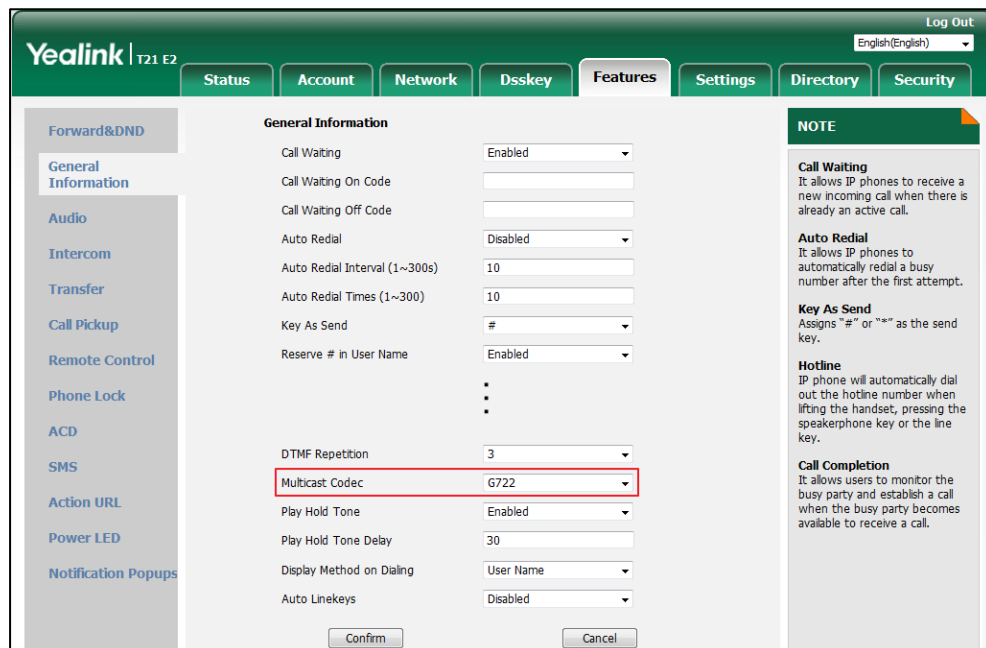 Log Out
English(English)
Yealink | T21 E2
Status Account Network Dsskey Features Settings Directory Security
Forward&DND
General
Information
Audio
Intercom
Transfer
Call Pickup
Remote Control
Phone Lock
ACD
SMS
Action URL
Power LED
Notification Popups
General Information
Call Waiting Enabled
Call Waiting On Code
Call Waiting Off Code
Auto Redial Disabled
Auto Redial Interval (1~300s) 10
Auto Redial Times (1~300) 10
Key As Send #
Reserve # in User Name Enabled
DTMF Repetition 3
Multicast Codec G722
Play Hold Tone Enabled
Play Hold Tone Delay 30
Display Method on Dialing User Name
Auto Linekeys Disabled
Confirm Cancel
NOTE
Call Waiting
It allows IP phones to receive a
new incoming call when there is
already an active call.
Auto Redial
It allows IP phones to
automatically redial a busy
number after the first attempt.
Key As Send
Assigns "#" or "*" as the send
key.
Hotline
IP phone will automatically dial
out the hotline number when
lifting the handset, pressing the
speakerphone key or the line
key.
Call Completion
It allows users to monitor the
busy party and establish a call
when the busy party becomes
available to receive a call.